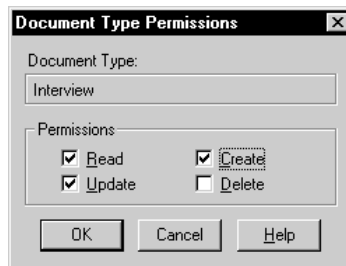 Document Type Permissions
Document Type:
Interview
Permissions
Read Create
Update Delete
OK Cancel Help